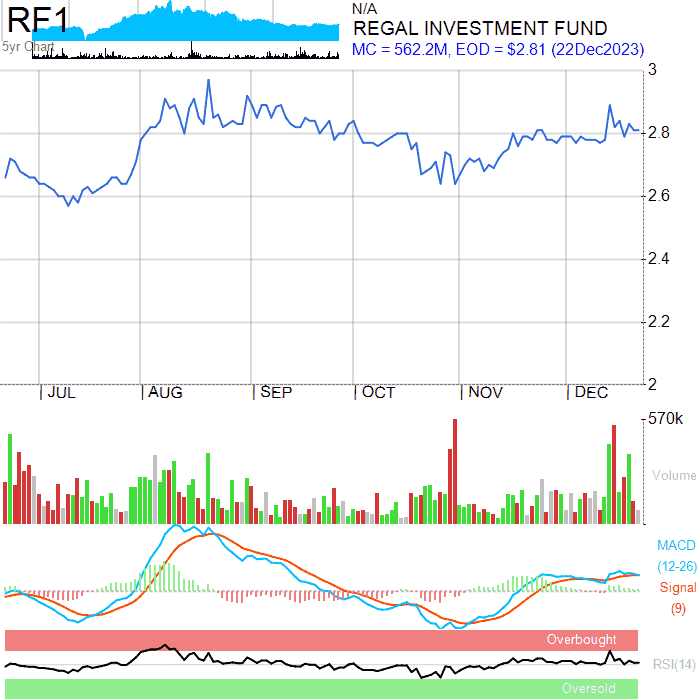 RF1
5yr Chart
N/A
REGAL INVESTMENT FUND
MC = 562.2M, EOD = $2.81 (22Dec2023)
3
2.8
2.6
2.4
2.2
2
JUL AUG SEP OCT NOV DEC
570k
Volume
MACD
(12-26)
Signal
(9)
Overbought
RSI(14)
Oversold